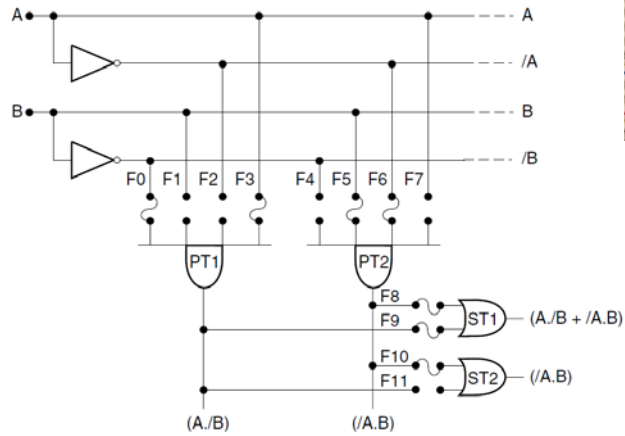 A A
/A
B B
/B
F0 F1 F2 F3 F4 F5 F6 F7
PT1 PT2
F8
F9 ST1 (A./B + /A.B)
F10
F11 ST2 (/A.B)
(A./B) (/A.B)